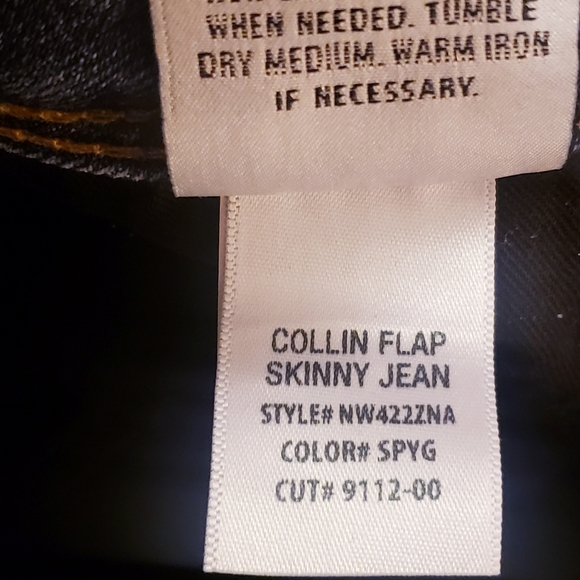 WHEN NEEDED. TUMBLE
DRY MEDIUM. WARM IRON
IF NECESSARY.
COLLIN FLAP
SKINNY JEAN
STYLE# NW422ZNA
COLOR# SPYG
CUT# 9112-00